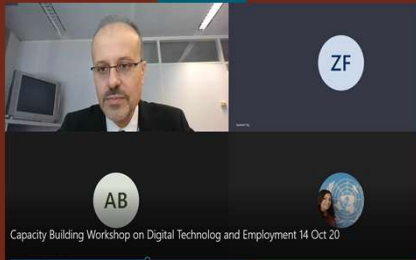 ZF
AB
Capacity Building Workshop on Digital Technolog and Employment 14 Oct 20